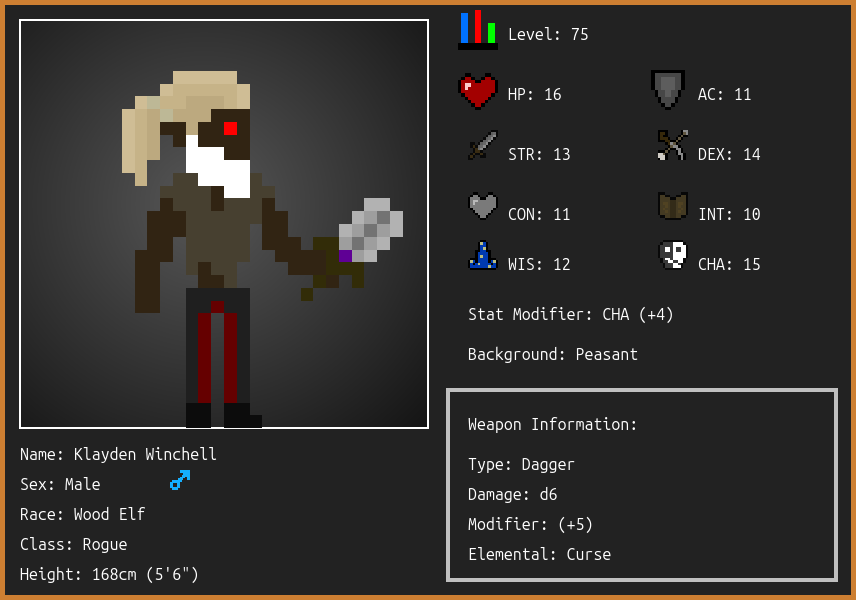 Level: 75
HP: 16
AC: 11
STR: 13
DEX: 14
CON: 11
INT: 10
WIS: 12
CHA: 15
Stat Modifier: CHA (+4)
Background: Peasant
Weapon Information:
Type: Dagger
Damage: d6
Modifier: (+5)
Elemental: Curse
Name: Klayden Winchell
Sex: Male
Race: Wood Elf
Class: Rogue
Height: 168cm (5'6")